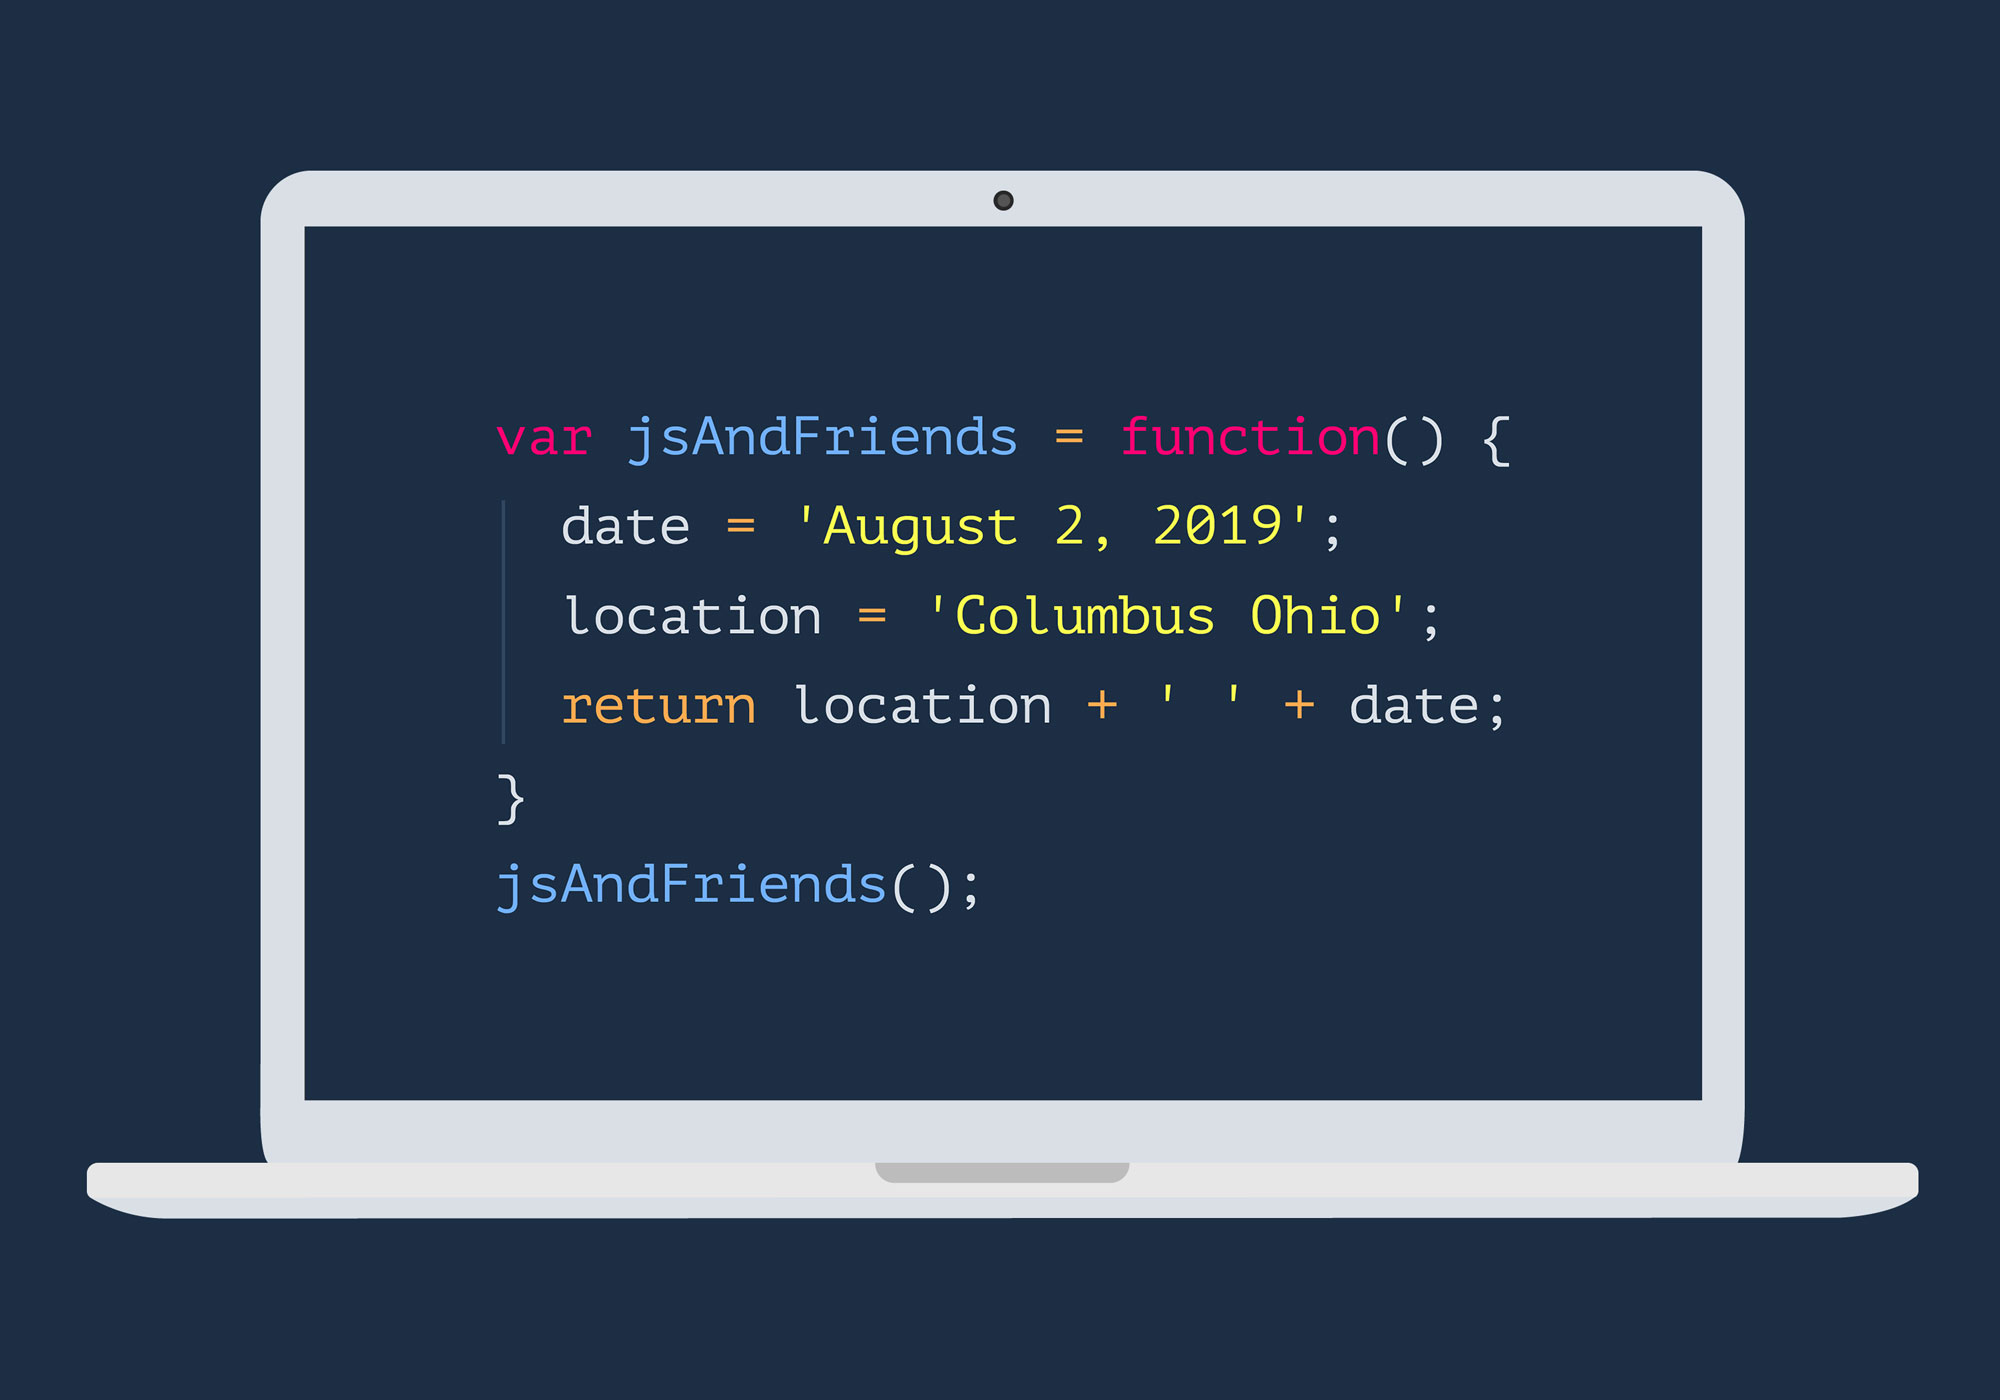 var jsAndFriends = function() {
  date = 'August 2, 2019';
  location = 'Columbus Ohio';
  return location + ' ' + date;
}
jsAndFriends();